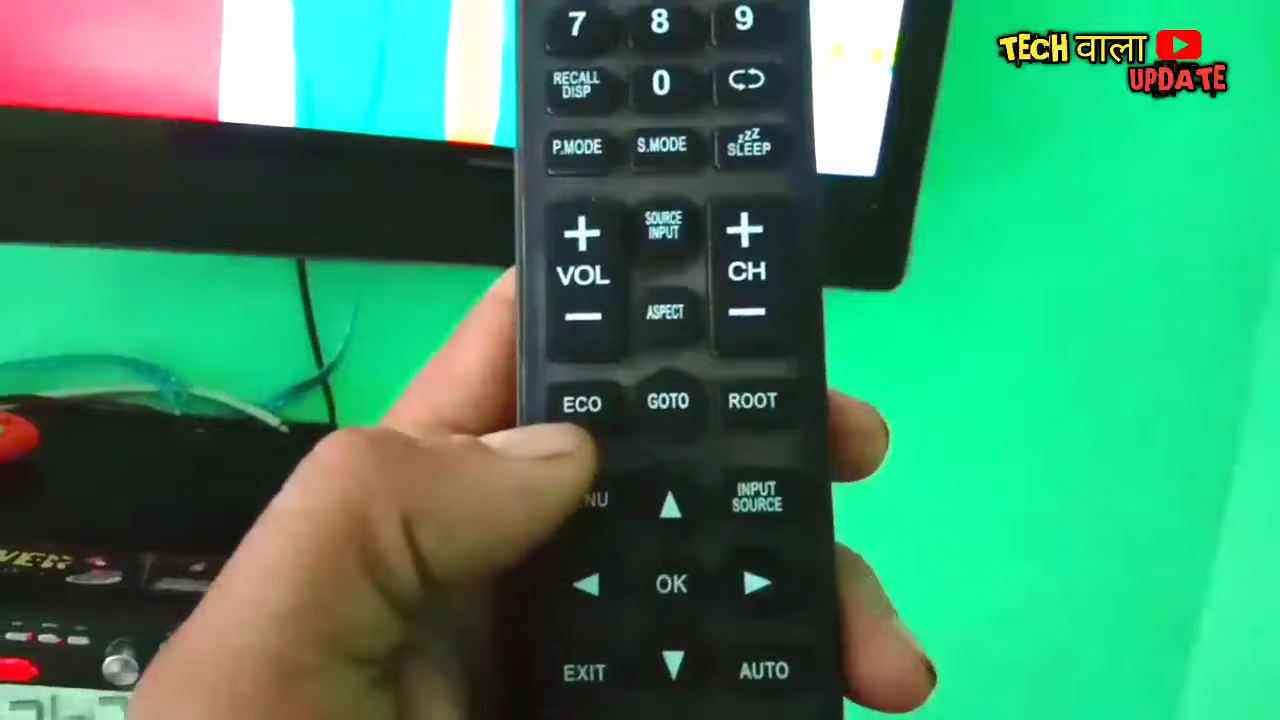 TECH वाला
UPDATE
7 8 9
RECALL
DISP
0
P.MODE S.MODE zzz
SLEEP
+ SOURCE
INPUT +
VOL CH
- ASPECT -
ECO GOTO ROOT
INPUT
SOURCE
OK
EXIT AUTO